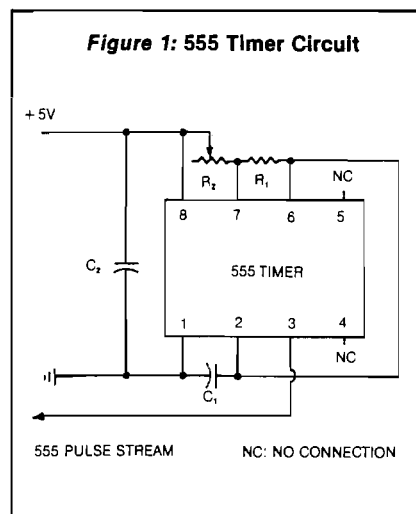 Figure 1: 555 Timer Circuit
+5V
R₂
R₁
NC
8
7
6
5
C₂
555 TIMER
1
2
3
4
NC
C₁
555 PULSE STREAM
NC: NO CONNECTION